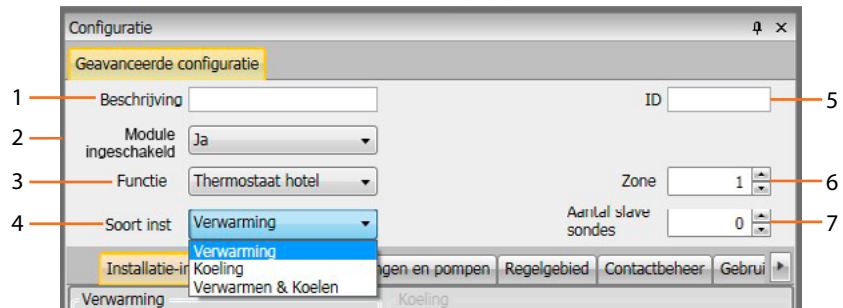 Configuratie
Geavanceerde configuratie
1 Beschrijving ID 5
2 Module ingeschakeld Ja
3 Functie Thermostaat hotel Zone 1 6
4 Soort inst Verwarming Aantal slave sondes 0 7
Verwarming
Koeling
Verwarmen & Koelen
Installatie-in ngen en pompen Regelgebied Contactbeheer Gebrui
Verwarming Koeling